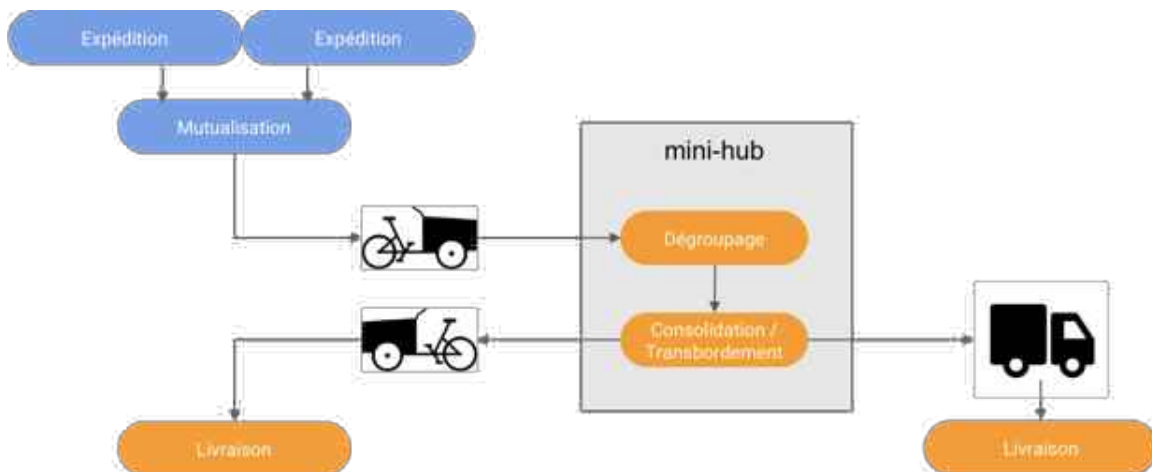 Expédition
Expédition
Mutualisation
mini-hub
Dégroupage
Consolidation /
Transbordement
Livraison
Livraison